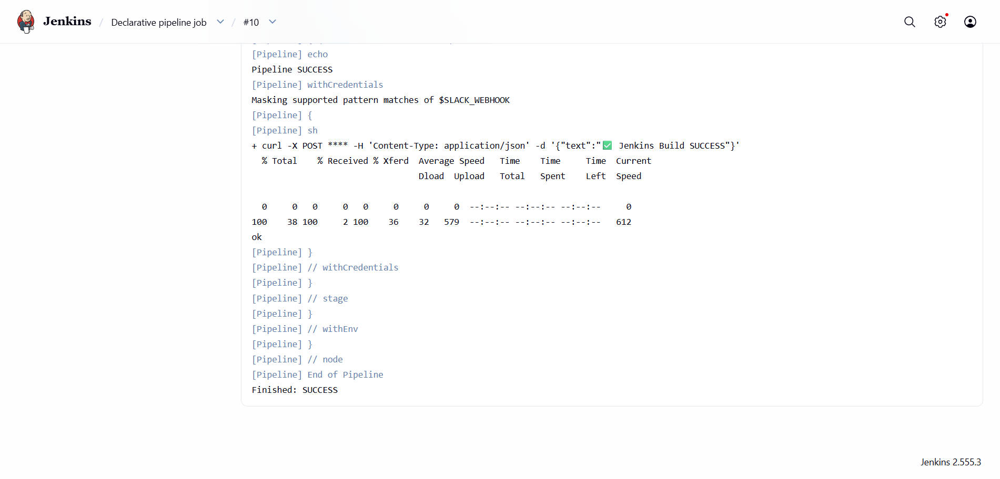 Jenkins / Declarative pipeline job / #10
[Pipeline] echo
Pipeline SUCCESS
[Pipeline] withCredentials
Masking supported pattern matches of $SLACK_WEBHOOK
[Pipeline] {
[Pipeline] sh
+ curl -X POST **** -H 'Content-Type: application/json' -d '{"text":"✅ Jenkins Build SUCCESS"}'
  % Total    % Received % Xferd  Average Speed   Time    Time     Time  Current
                                 Dload  Upload   Total   Spent    Left  Speed
  0     0   0     0   0     0     0     0  --:--:-- --:--:-- --:--:--     0
100    38 100     2 100    36    32   579  --:--:-- --:--:-- --:--:--   612
ok
[Pipeline] }
[Pipeline] // withCredentials
[Pipeline] }
[Pipeline] // stage
[Pipeline] }
[Pipeline] // withEnv
[Pipeline] }
[Pipeline] // node
[Pipeline] End of Pipeline
Finished: SUCCESS
Jenkins 2.555.3